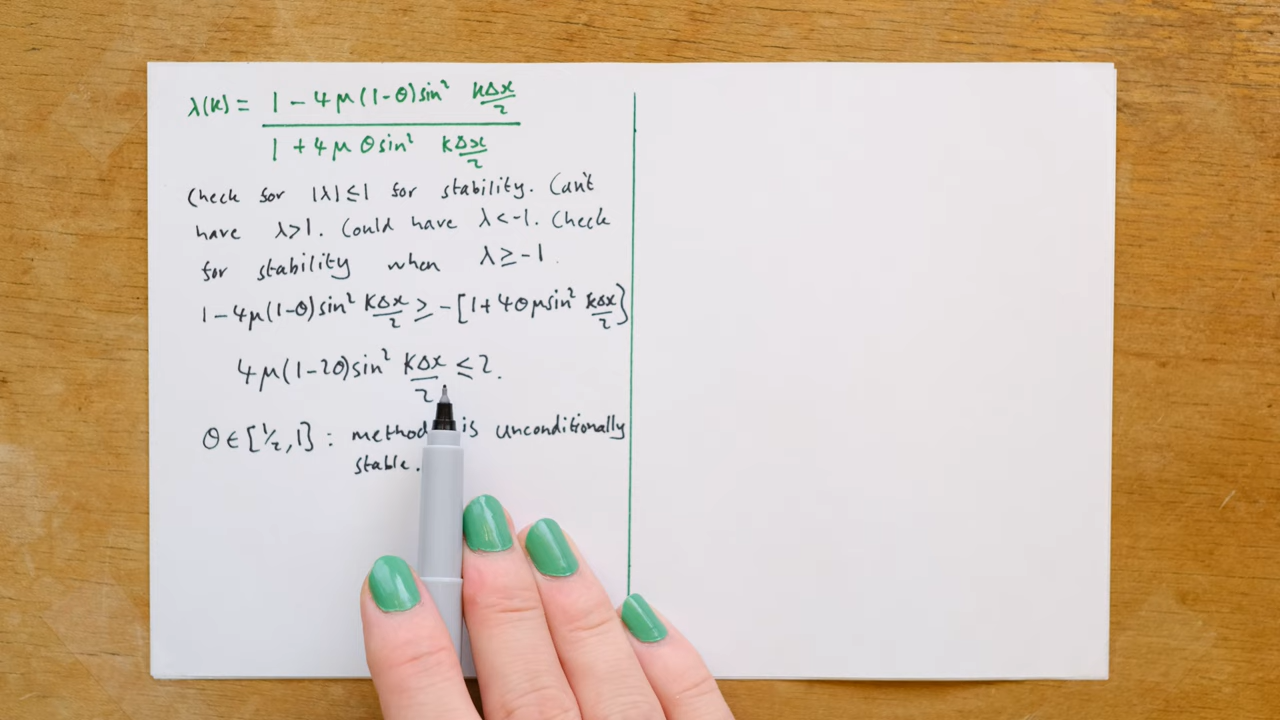 λ(k) = 1 - 4μ(1-θ)sin² kΔx/2
1 + 4μθsin² kΔx/2
Check for |λ|≤1 for stability. Can't
have λ>1. Could have λ<-1. Check
for stability when λ≥-1.
1-4μ(1-θ)sin² kΔx/2 ≥ -[1+4θμsin² kΔx/2]
4μ(1-2θ)sin² kΔx/2 ≤2.
θ∈[1/2,1]: method is unconditionally
stable.